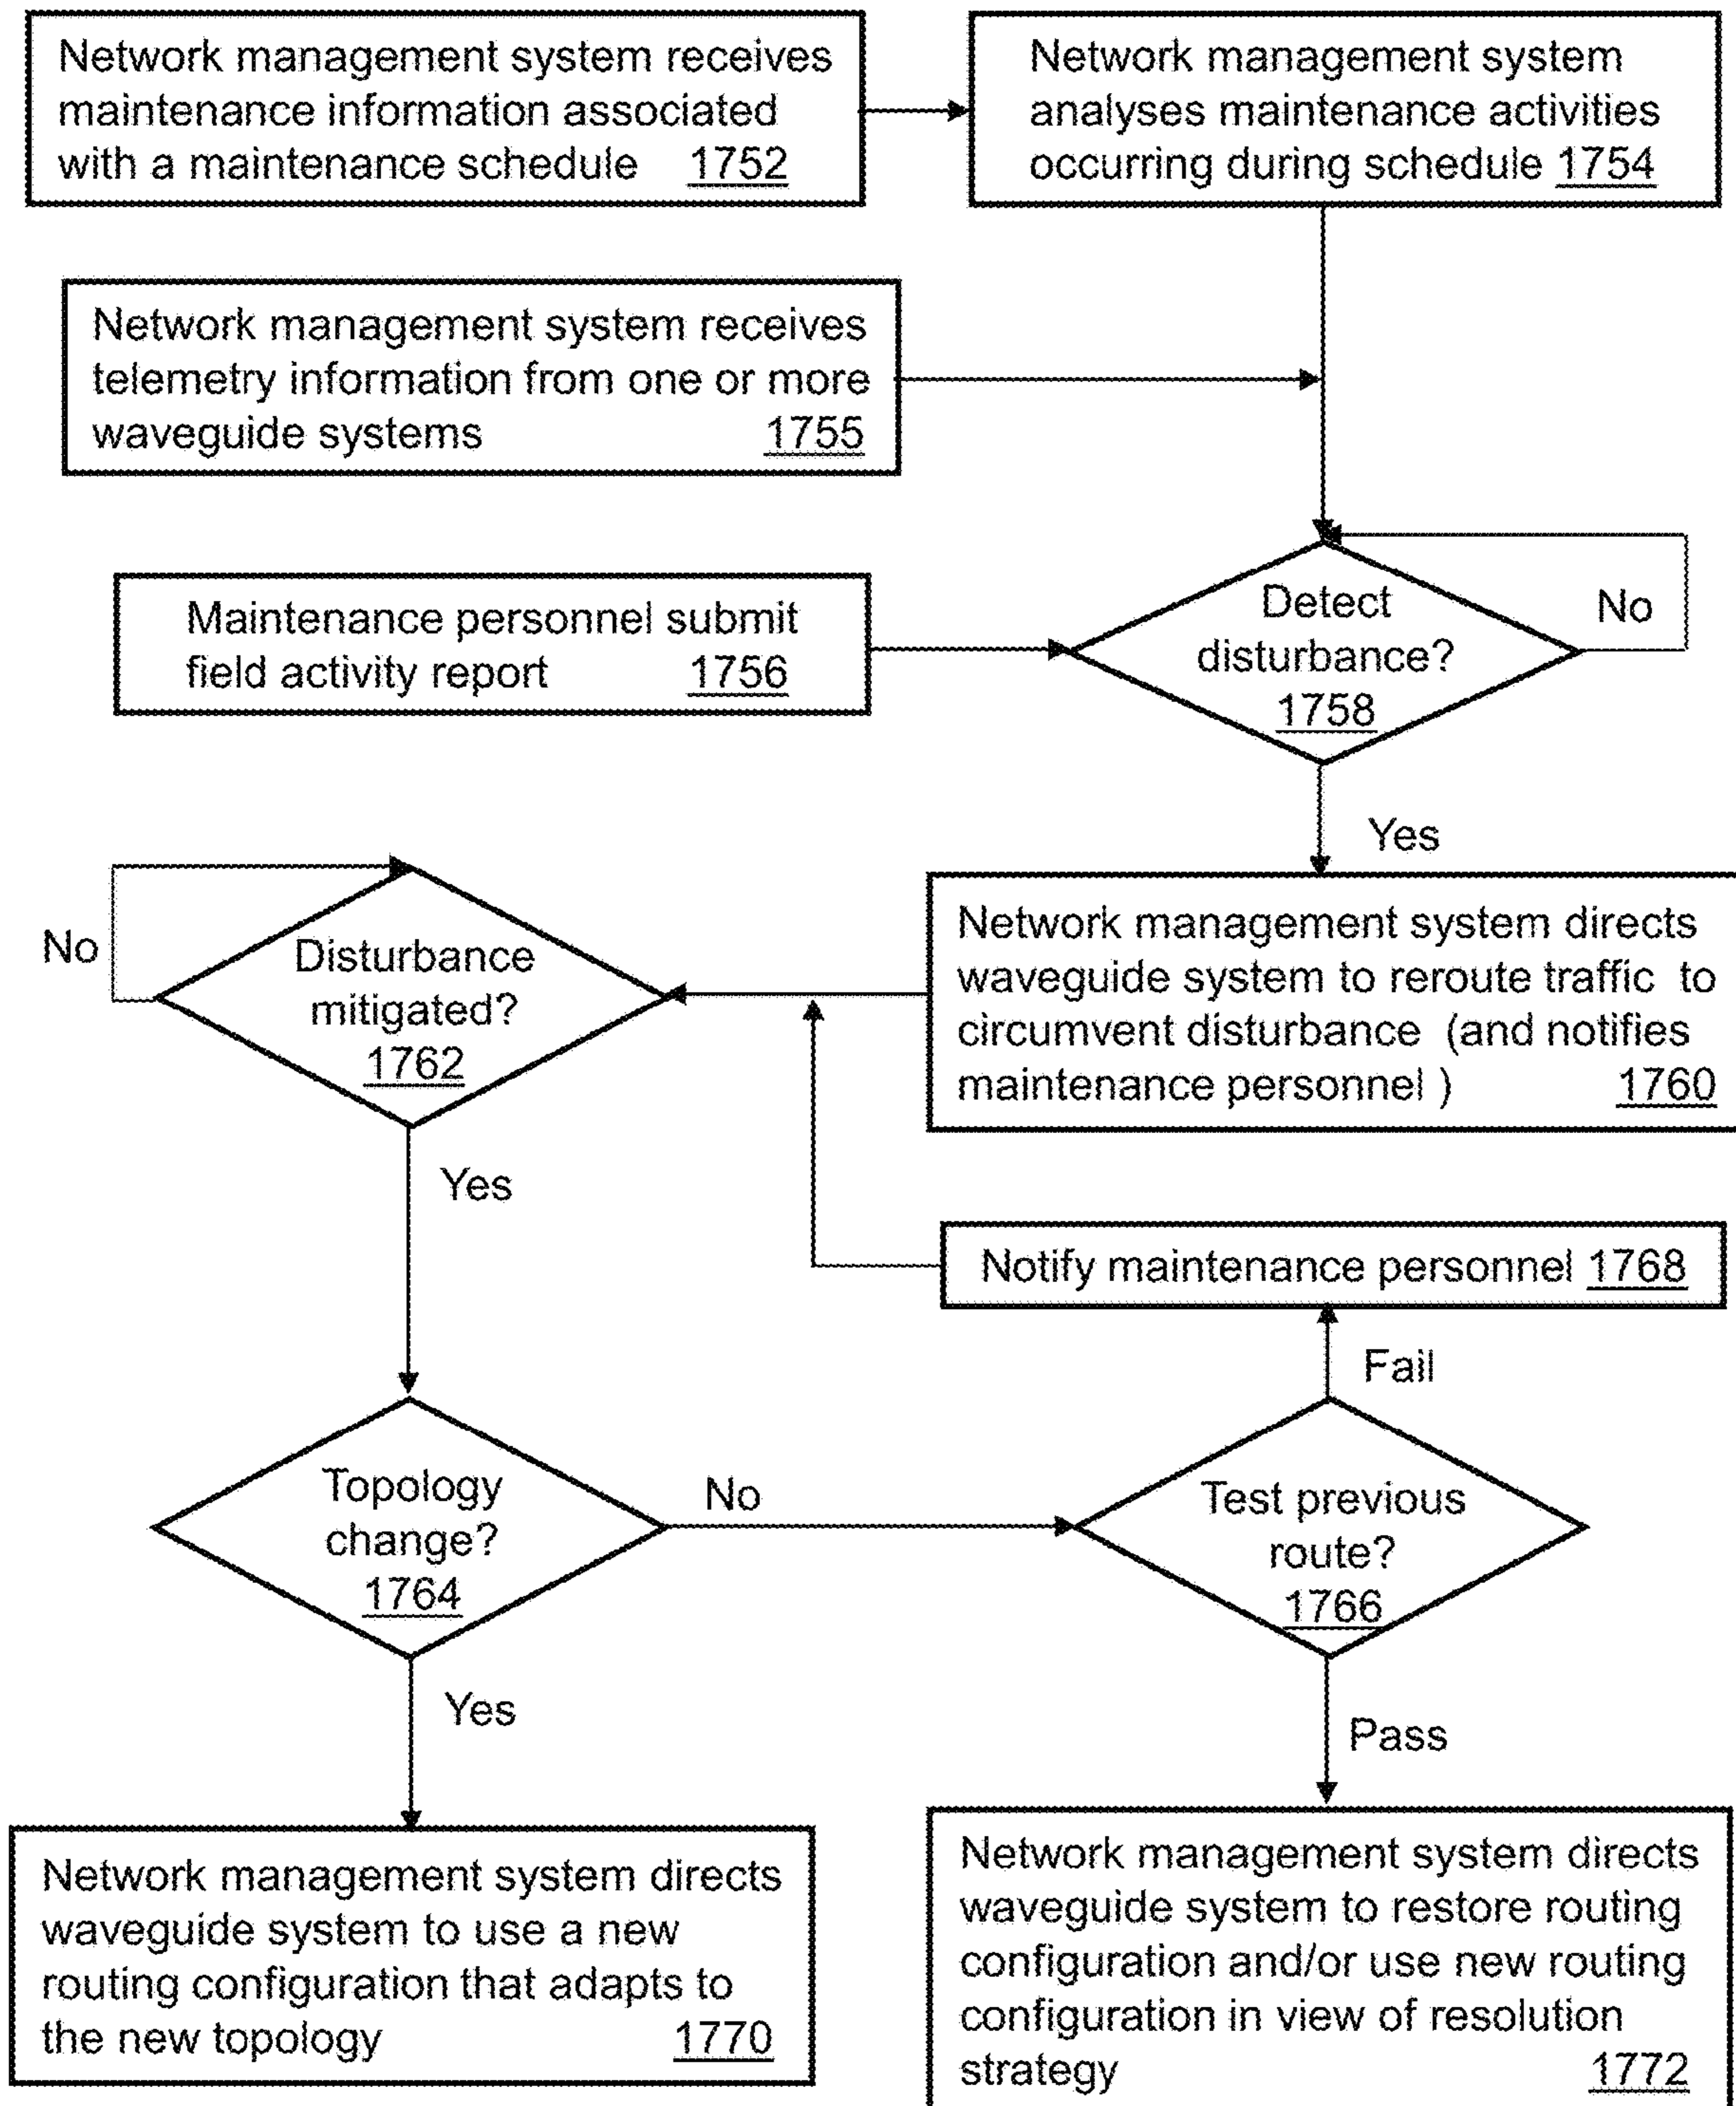 Network management system receives
maintenance information associated
with a maintenance schedule 1752
Network management system
analyses maintenance activities
occurring during schedule 1754
Network management system receives
telemetry information from one or more
waveguide systems 1755
Maintenance personnel submit
field activity report 1756
Detect
disturbance?
1758
No
Yes
Network management system directs
waveguide system to reroute traffic to
circumvent disturbance (and notifies
maintenance personnel ) 1760
Disturbance
mitigated?
1762
No
Yes
Notify maintenance personnel 1768
Fail
Topology
change?
1764
No
Test previous
route?
1766
Yes
Pass
Network management system directs
waveguide system to use a new
routing configuration that adapts to
the new topology 1770
Network management system directs
waveguide system to restore routing
configuration and/or use new routing
configuration in view of resolution
strategy 1772